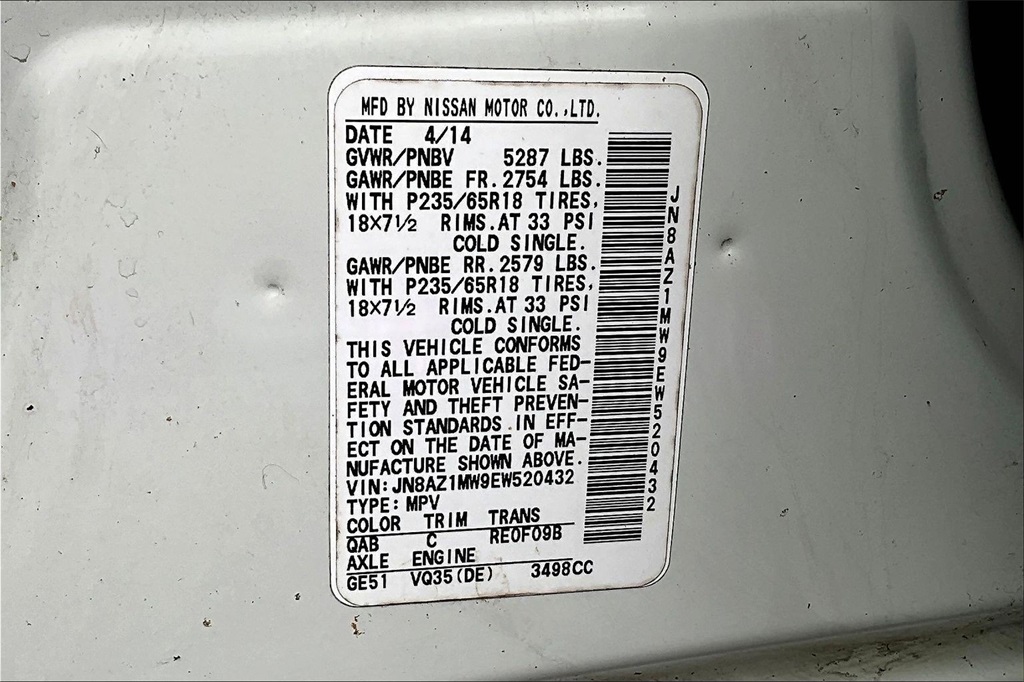 MFD BY NISSAN MOTOR CO.,LTD.
DATE 4/14
GVWR/PNBV 5287 LBS.
GAWR/PNBE FR. 2754 LBS.
WITH P235/65R18 TIRES,
18×7½ RIMS. AT 33 PSI
COLD SINGLE.
GAWR/PNBE RR. 2579 LBS.
WITH P235/65R18 TIRES,
18×7½ RIMS. AT 33 PSI
COLD SINGLE.
THIS VEHICLE CONFORMS
TO ALL APPLICABLE FED-
ERAL MOTOR VEHICLE SA-
FETY AND THEFT PREVEN-
TION STANDARDS IN EFF-
ECT ON THE DATE OF MA-
NUFACTURE SHOWN ABOVE.
VIN: JN8AZ1MW9EW520432
TYPE: MPV
COLOR TRIM TRANS
QAB C RE0F09B
AXLE ENGINE
GE51 VQ35(DE) 3498CC
JN8AZ1MW9EW520432